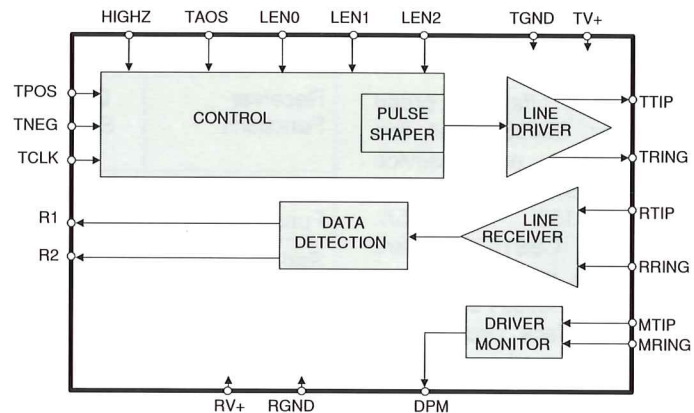 HIGHZ TAOS LEN0 LEN1 LEN2 TGND TV+
TPOS
TNEG
TCLK
CONTROL
PULSE
SHAPER
LINE
DRIVER
TTIP
TRING
R1
R2
DATA
DETECTION
LINE
RECEIVER
RTIP
RRING
DRIVER
MONITOR
MTIP
MRING
RV+ RGND DPM